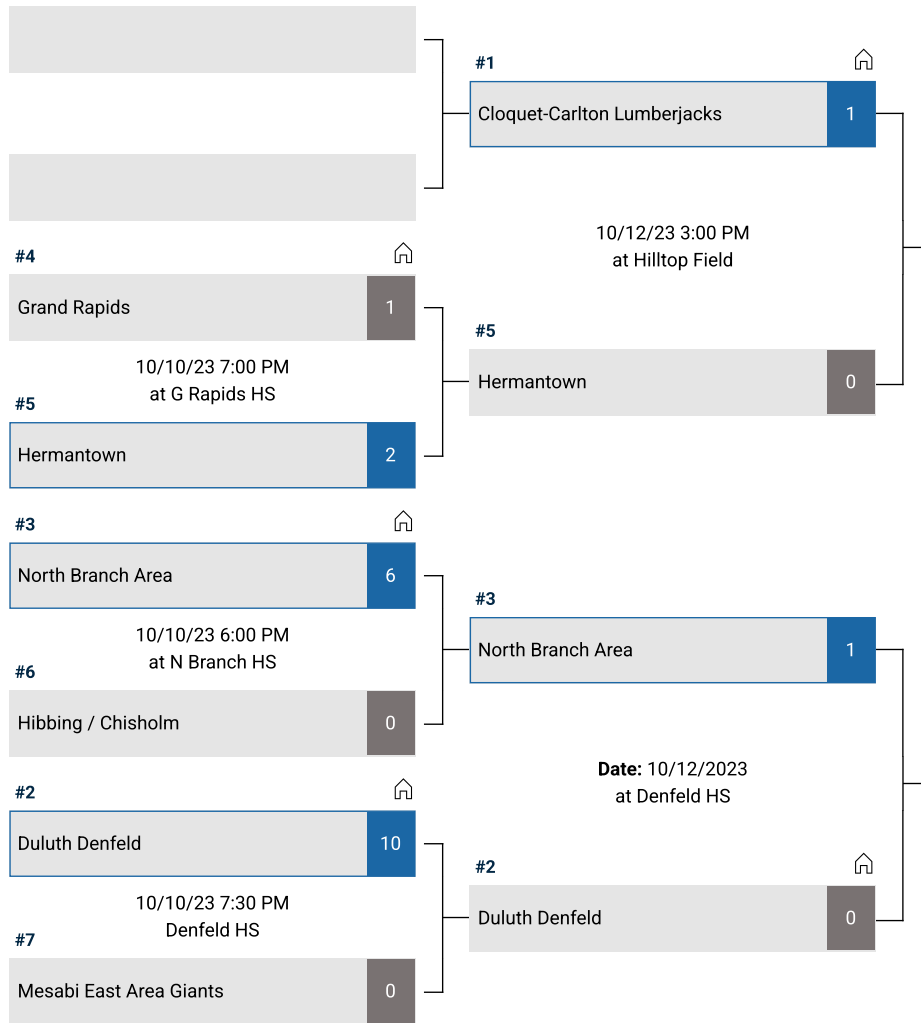 #1
Cloquet-Carlton Lumberjacks 1
10/12/23 3:00 PM
at Hilltop Field
#5
Hermantown 0
#4
Grand Rapids 1
10/10/23 7:00 PM
at G Rapids HS
#5
Hermantown 2
#3
North Branch Area 6
10/10/23 6:00 PM
at N Branch HS
#6
Hibbing / Chisholm 0
#3
North Branch Area 1
Date: 10/12/2023
at Denfeld HS
#2
Duluth Denfeld 0
#2
Duluth Denfeld 10
10/10/23 7:30 PM
Denfeld HS
#7
Mesabi East Area Giants 0